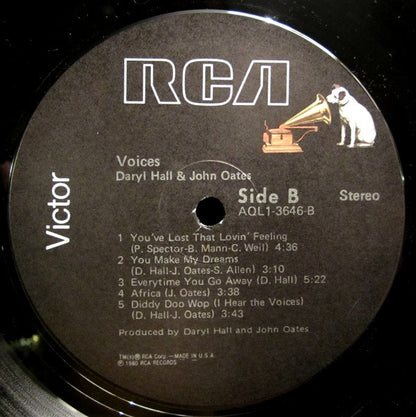 RCA
Victor
Voices
Daryl Hall & John Oates
Side B
Stereo
AQL1-3646-B
1 You've Lost That Lovin' Feeling
(P. Spector-B. Mann-C. Weil) 4:36
2 You Make My Dreams
(D. Hall-J. Oates-S. Allen) 3:10
3 Everytime You Go Away (D. Hall) 5:22
4 Africa (J. Oates) 3:38
5 Diddy Doo Wop (I Hear the Voices)
(D. Hall-J. Oates) 3:43
Produced by Daryl Hall and John Oates
TM(s)® RCA Corp.—MADE IN U.S.A.
℗ 1980 RCA RECORDS